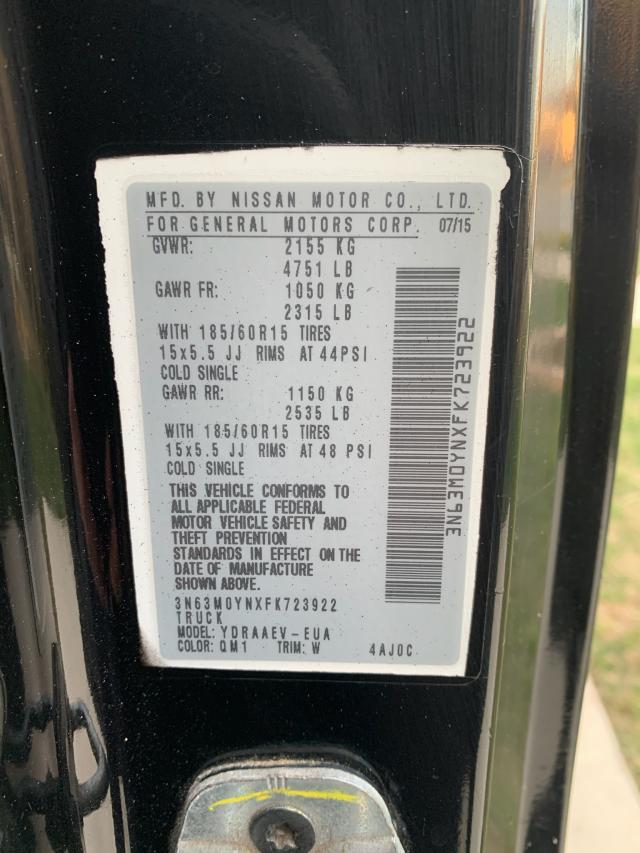 MFD. BY NISSAN MOTOR CO., LTD.
FOR GENERAL MOTORS CORP. 07/15
GVWR: 2155 KG
4751 LB
GAWR FR: 1050 KG
2315 LB
WITH 185/60R15 TIRES
15x5.5 JJ RIMS AT 44PSI
COLD SINGLE
GAWR RR: 1150 KG
2535 LB
WITH 185/60R15 TIRES
15x5.5 JJ RIMS AT 48 PSI
COLD SINGLE
THIS VEHICLE CONFORMS TO
ALL APPLICABLE FEDERAL
MOTOR VEHICLE SAFETY AND
THEFT PREVENTION
STANDARDS IN EFFECT ON THE
DATE OF MANUFACTURE
SHOWN ABOVE.
3N63M0YNXFK723922
TRUCK
MODEL: YDRAAEV-EUA
COLOR: QM1 TRIM: W 4AJ0C
3N63M0YNXFK723922